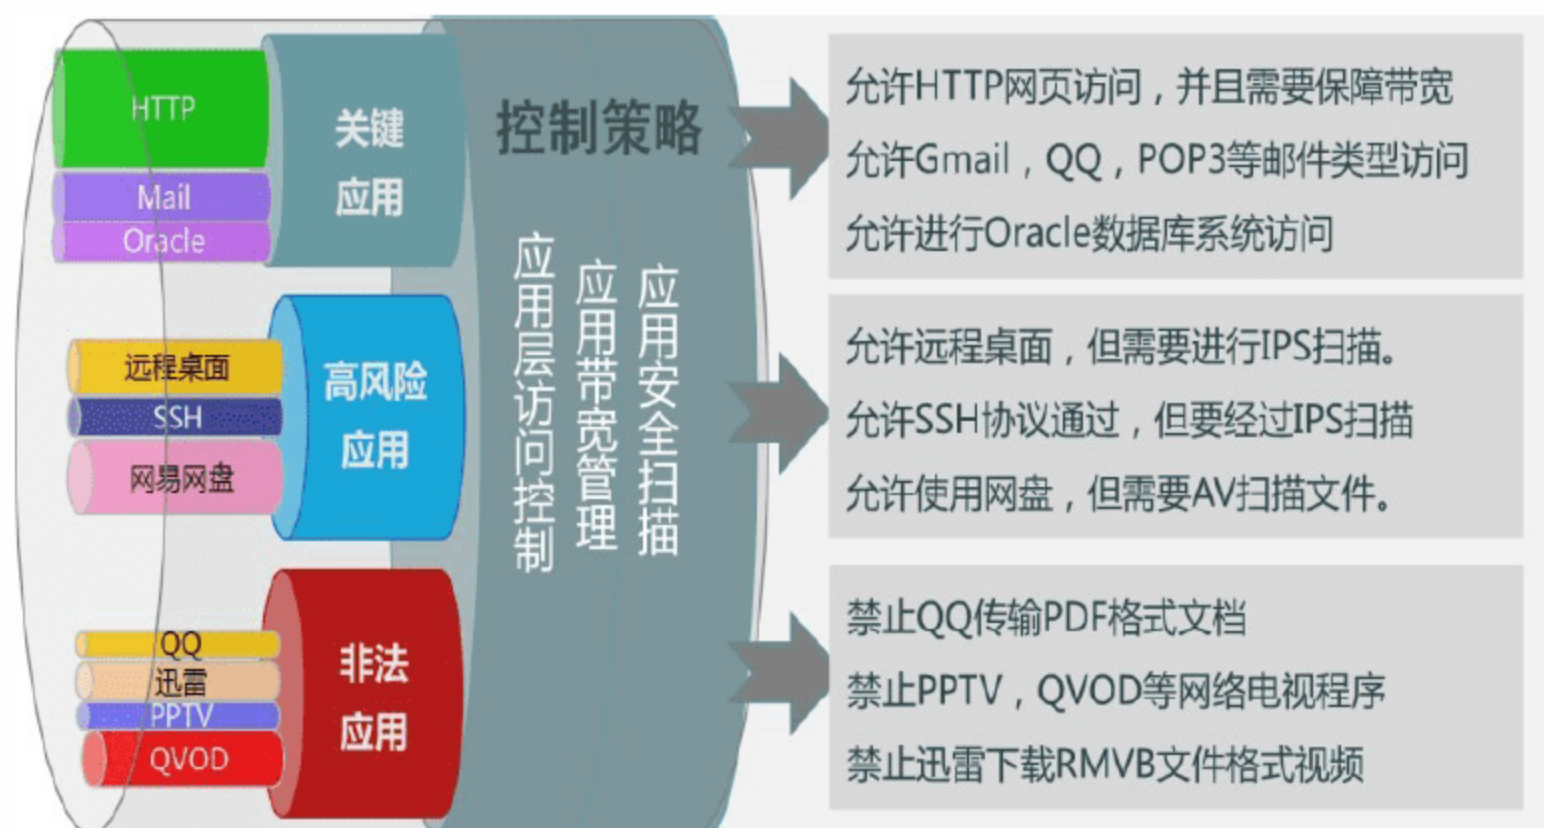 HTTP
Mail
Oracle
关键
应用
远程桌面
SSH
网易网盘
高风险
应用
QQ
迅雷
PPTV
QVOD
非法
应用
控制策略
应用层访问控制
应用带宽管理
应用安全扫描
允许HTTP网页访问，并且需要保障带宽
允许Gmail，QQ，POP3等邮件类型访问
允许进行Oracle数据库系统访问
允许远程桌面，但需要进行IPS扫描。
允许SSH协议通过，但要经过IPS扫描
允许使用网盘，但需要AV扫描文件。
禁止QQ传输PDF格式文档
禁止PPTV，QVOD等网络电视程序
禁止迅雷下载RMVB文件格式视频